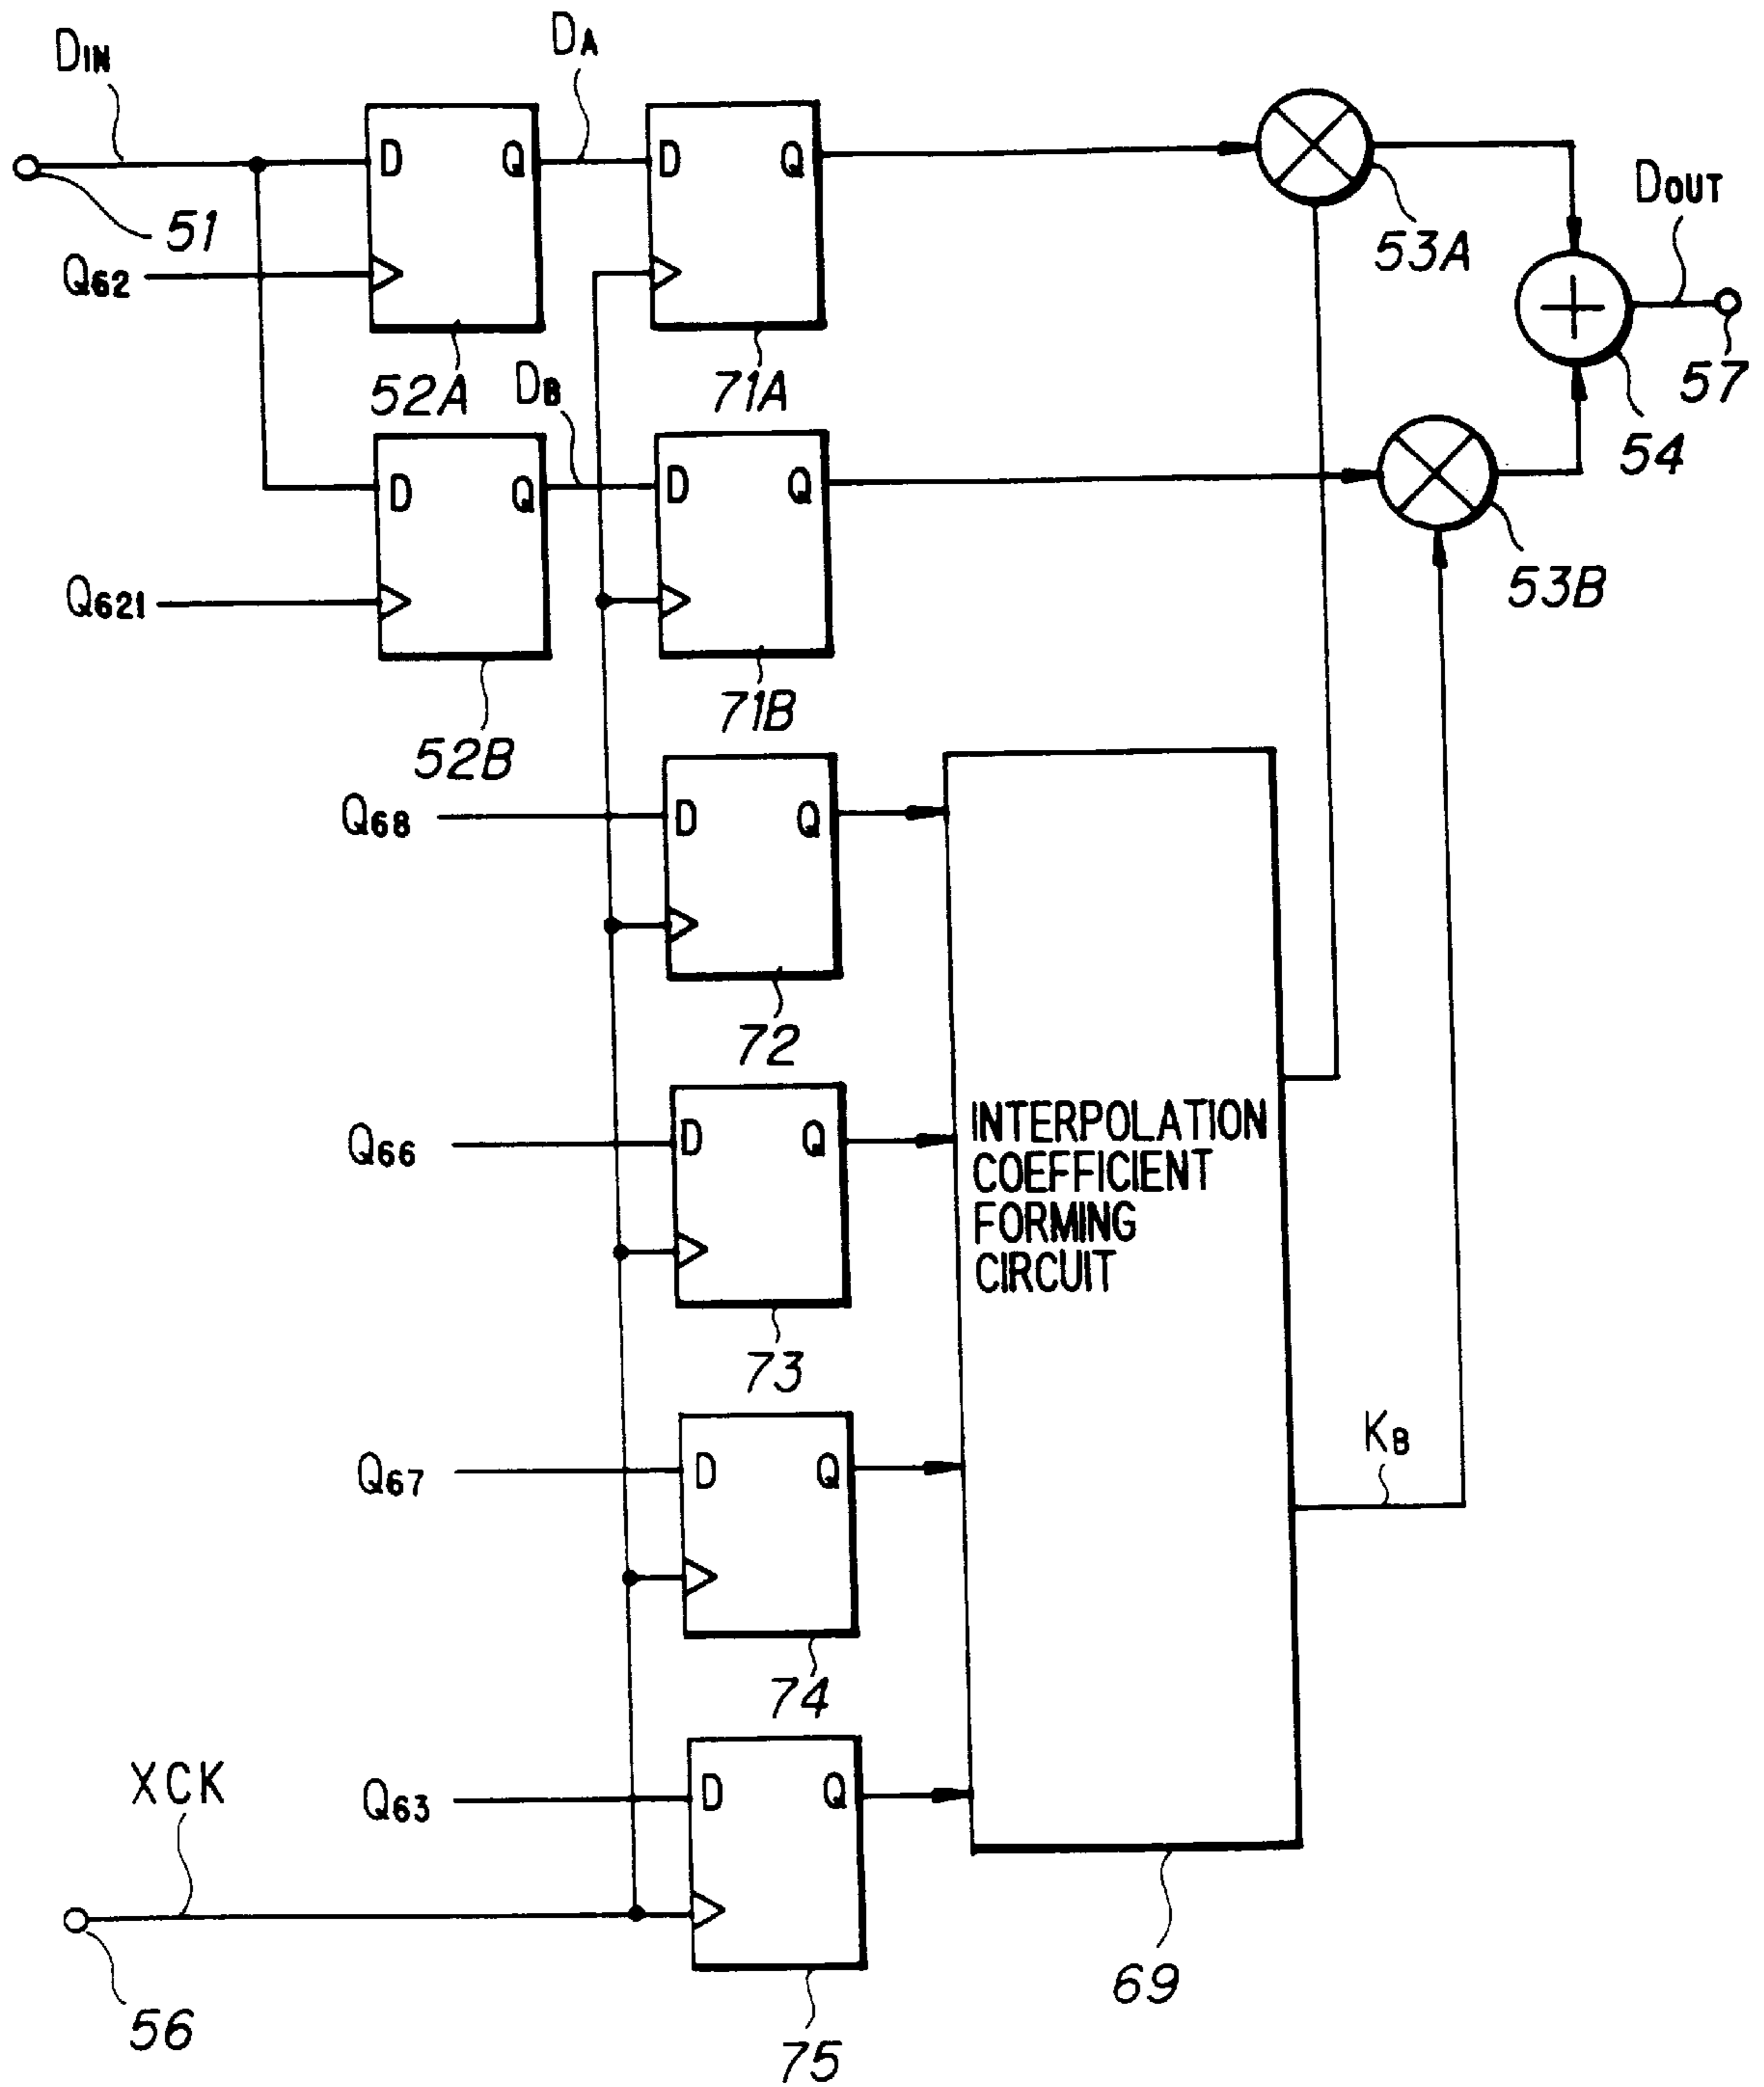 DIN
DA
D Q
D Q
51
Q62
52A
71A
53A
DOUT
57
54
DB
D Q
D Q
Q621
53B
52B
71B
Q68
D Q
72
Q66
D Q
73
INTERPOLATION
COEFFICIENT
FORMING
CIRCUIT
Q67
D Q
74
KB
XCK
Q63
D Q
56
75
69